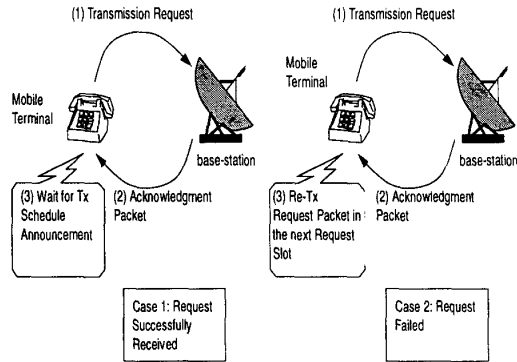 (1) Transmission Request
Mobile
Terminal
base-station
(3) Wait for Tx
Schedule
Announcement
(2) Acknowledgment
Packet
Case 1: Request
Successfully
Received
(1) Transmission Request
Mobile
Terminal
base-station
(3) Re-Tx
Request Packet in
the next Request
Slot
(2) Acknowledgment
Packet
Case 2: Request
Failed